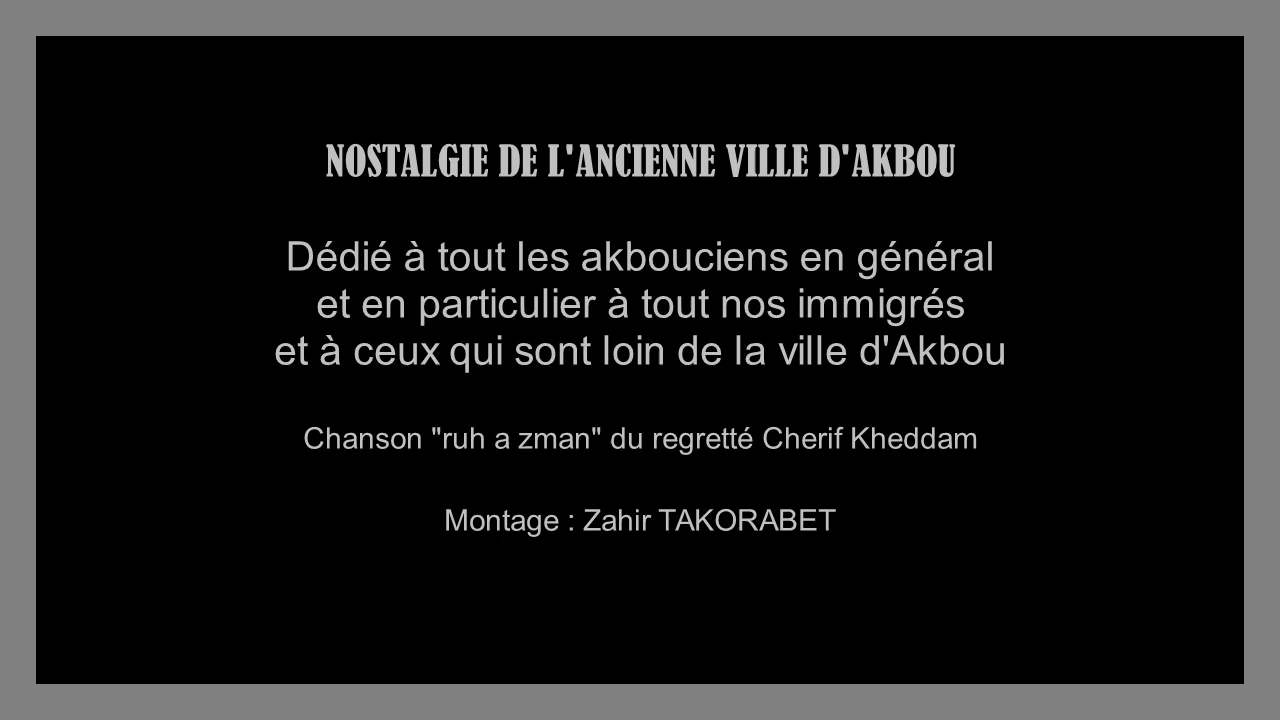 NOSTALGIE DE L'ANCIENNE VILLE D'AKBOU
Dédié à tout les akbouciens en général
et en particulier à tout nos immigrés
et à ceux qui sont loin de la ville d'Akbou
Chanson "ruh a zman" du regretté Cherif Kheddam
Montage : Zahir TAKORABET